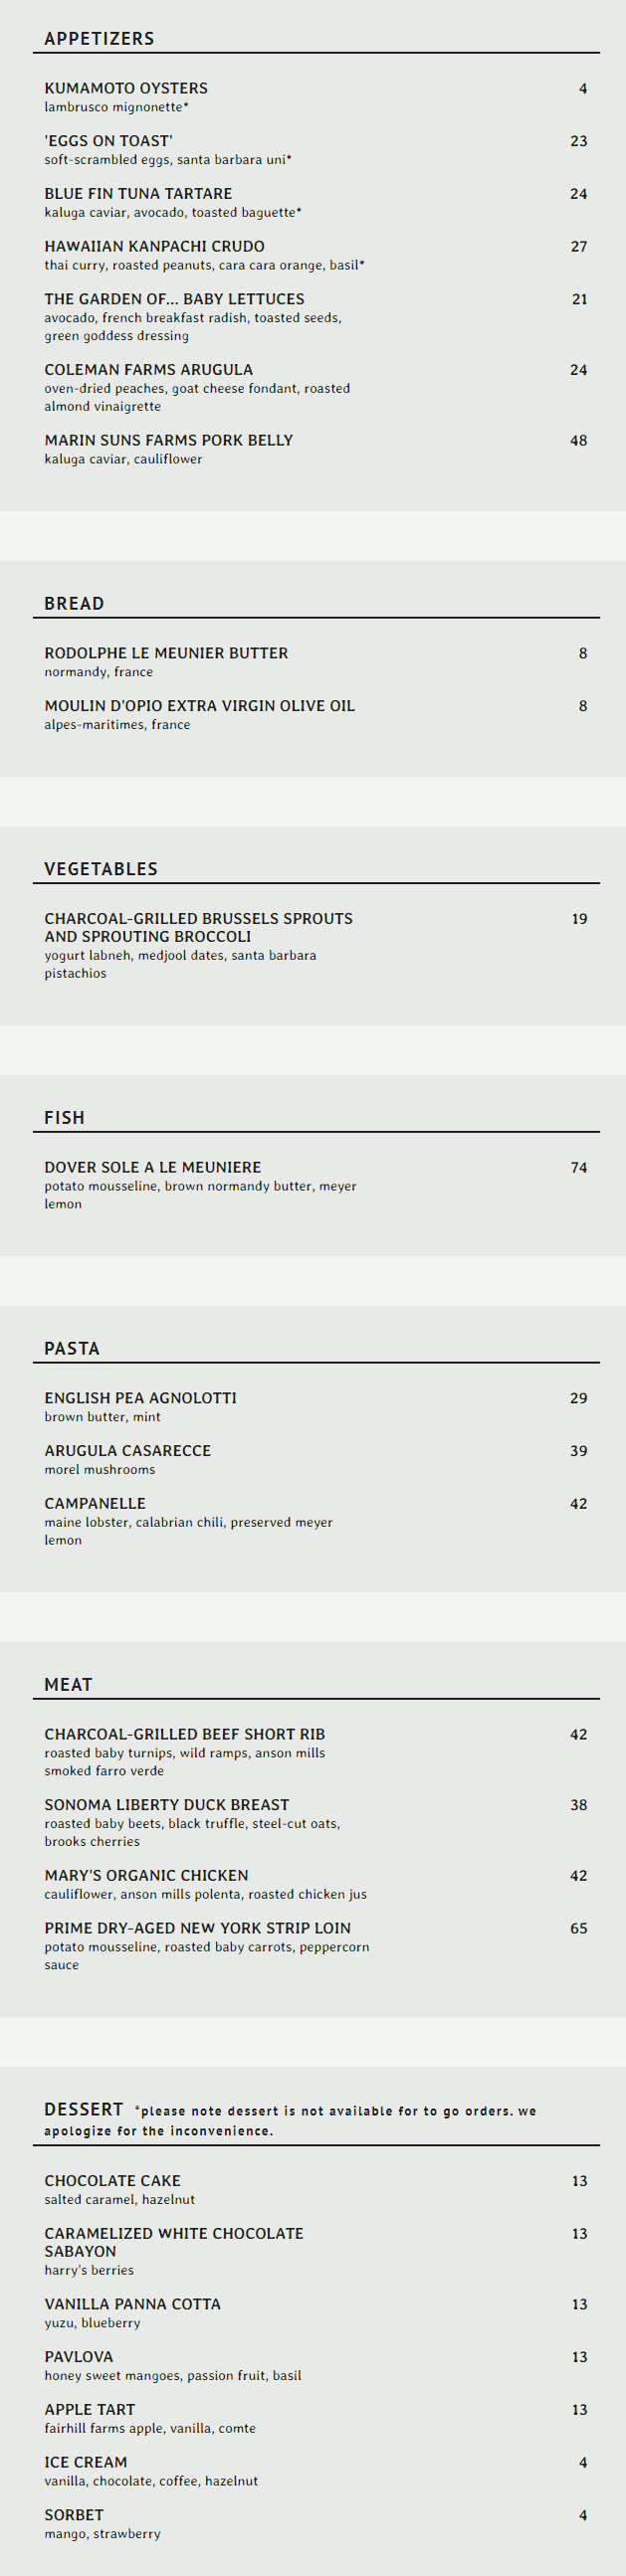 APPETIZERS
KUMAMOTO OYSTERS 4
lambrusco mignonette*
'EGGS ON TOAST' 23
soft-scrambled eggs, santa barbara uni*
BLUE FIN TUNA TARTARE 24
kaluga caviar, avocado, toasted baguette*
HAWAIIAN KANPACHI CRUDO 27
thai curry, roasted peanuts, cara cara orange, basil*
THE GARDEN OF... BABY LETTUCES 21
avocado, french breakfast radish, toasted seeds,
green goddess dressing
COLEMAN FARMS ARUGULA 24
oven-dried peaches, goat cheese fondant, roasted
almond vinaigrette
MARIN SUNS FARMS PORK BELLY 48
kaluga caviar, cauliflower
BREAD
RODOLPHE LE MEUNIER BUTTER 8
normandy, france
MOULIN D'OPIO EXTRA VIRGIN OLIVE OIL 8
alpes-maritimes, france
VEGETABLES
CHARCOAL-GRILLED BRUSSELS SPROUTS 19
AND SPROUTING BROCCOLI
yogurt labneh, medjool dates, santa barbara
pistachios
FISH
DOVER SOLE A LE MEUNIERE 74
potato mousseline, brown normandy butter, meyer
lemon
PASTA
ENGLISH PEA AGNOLOTTI 29
brown butter, mint
ARUGULA CASARECCE 39
morel mushrooms
CAMPANELLE 42
maine lobster, calabrian chili, preserved meyer
lemon
MEAT
CHARCOAL-GRILLED BEEF SHORT RIB 42
roasted baby turnips, wild ramps, anson mills
smoked farro verde
SONOMA LIBERTY DUCK BREAST 38
roasted baby beets, black truffle, steel-cut oats,
brooks cherries
MARY'S ORGANIC CHICKEN 42
cauliflower, anson mills polenta, roasted chicken jus
PRIME DRY-AGED NEW YORK STRIP LOIN 65
potato mousseline, roasted baby carrots, peppercorn
sauce
DESSERT *please note dessert is not available for to go orders. we
apologize for the inconvenience.
CHOCOLATE CAKE 13
salted caramel, hazelnut
CARAMELIZED WHITE CHOCOLATE 13
SABAYON
harry's berries
VANILLA PANNA COTTA 13
yuzu, blueberry
PAVLOVA 13
honey sweet mangoes, passion fruit, basil
APPLE TART 13
fairhill farms apple, vanilla, comte
ICE CREAM 4
vanilla, chocolate, coffee, hazelnut
SORBET 4
mango, strawberry